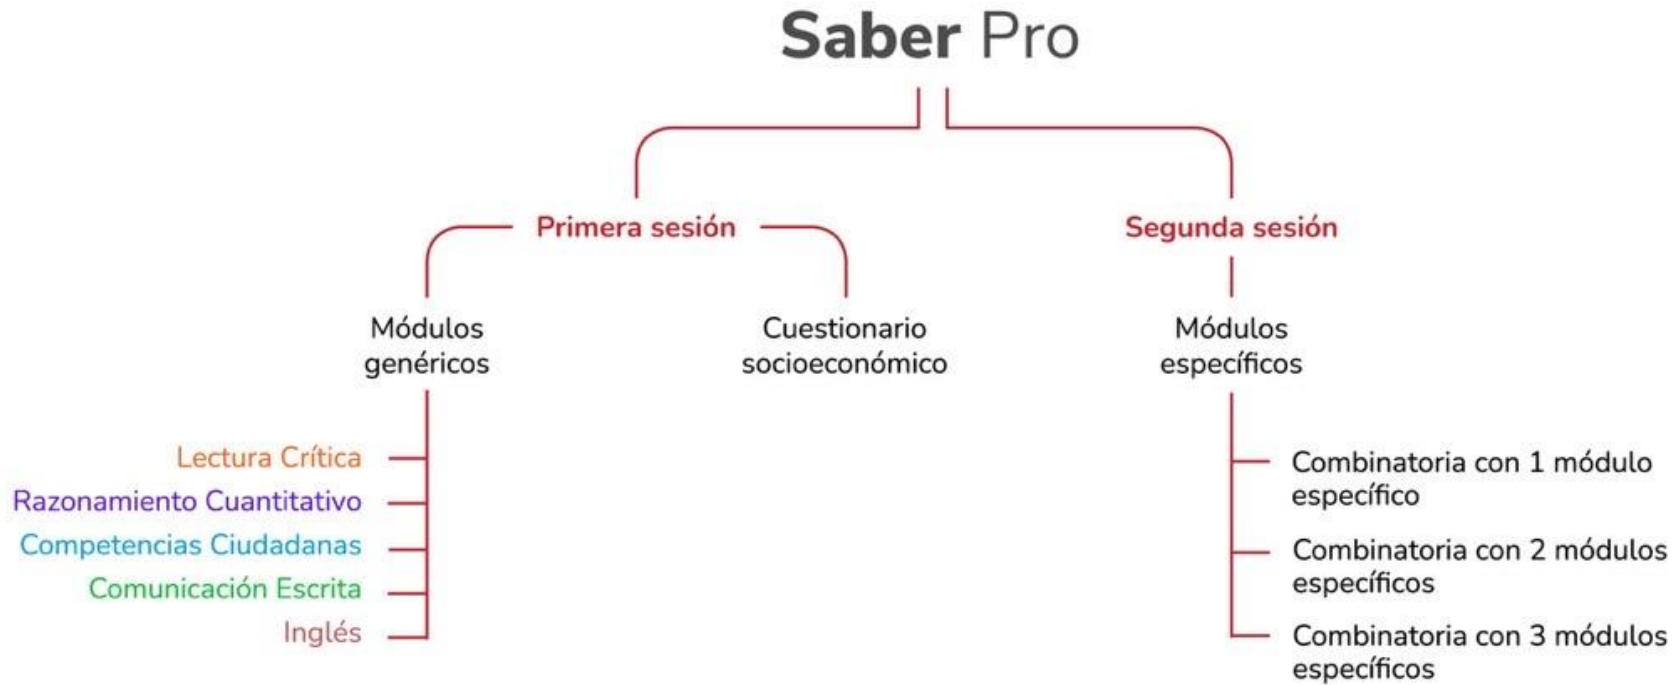 Saber Pro
Primera sesión
Segunda sesión
Módulos
genéricos
Cuestionario
socioeconómico
Módulos
específicos
Lectura Crítica
Razonamiento Cuantitativo
Competencias Ciudadanas
Comunicación Escrita
Inglés
Combinatoria con 1 módulo
específico
Combinatoria con 2 módulos
específicos
Combinatoria con 3 módulos
específicos